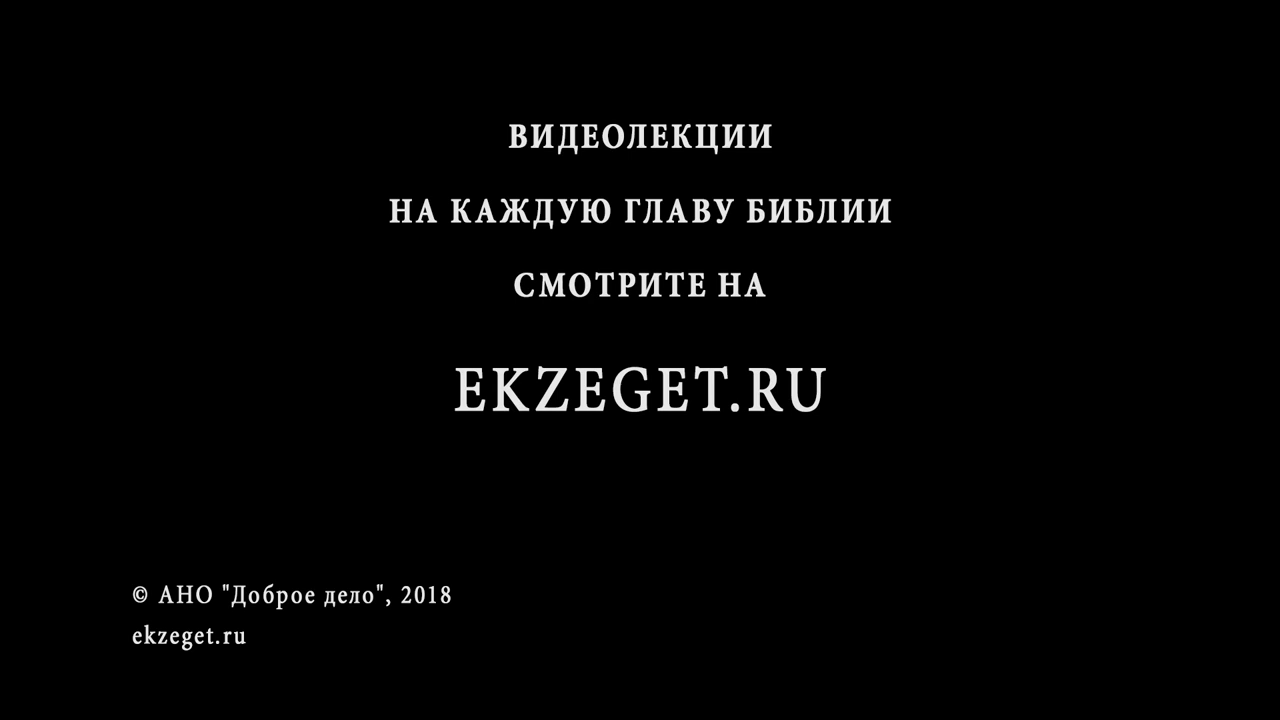 ВИДЕОЛЕКЦИИ
НА КАЖДУЮ ГЛАВУ БИБЛИИ
СМОТРИТЕ НА
EKZEGET.RU
© АНО "Доброе дело", 2018
ekzeget.ru